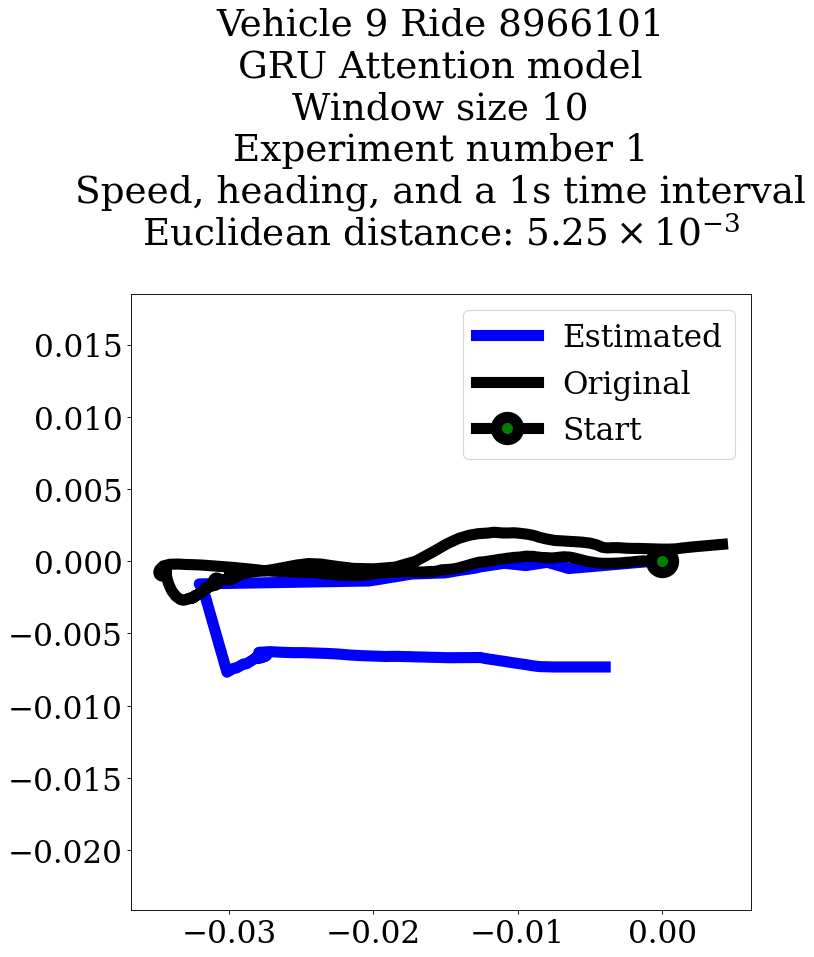 Vehicle 9 Ride 8966101
GRU Attention model
Window size 10
Experiment number 1
Speed, heading, and a 1s time interval
Euclidean distance: 5.25 × 10⁻³
Estimated
Original
Start
0.015
0.010
0.005
0.000
−0.005
−0.010
−0.015
−0.020
−0.03 −0.02 −0.01 0.00